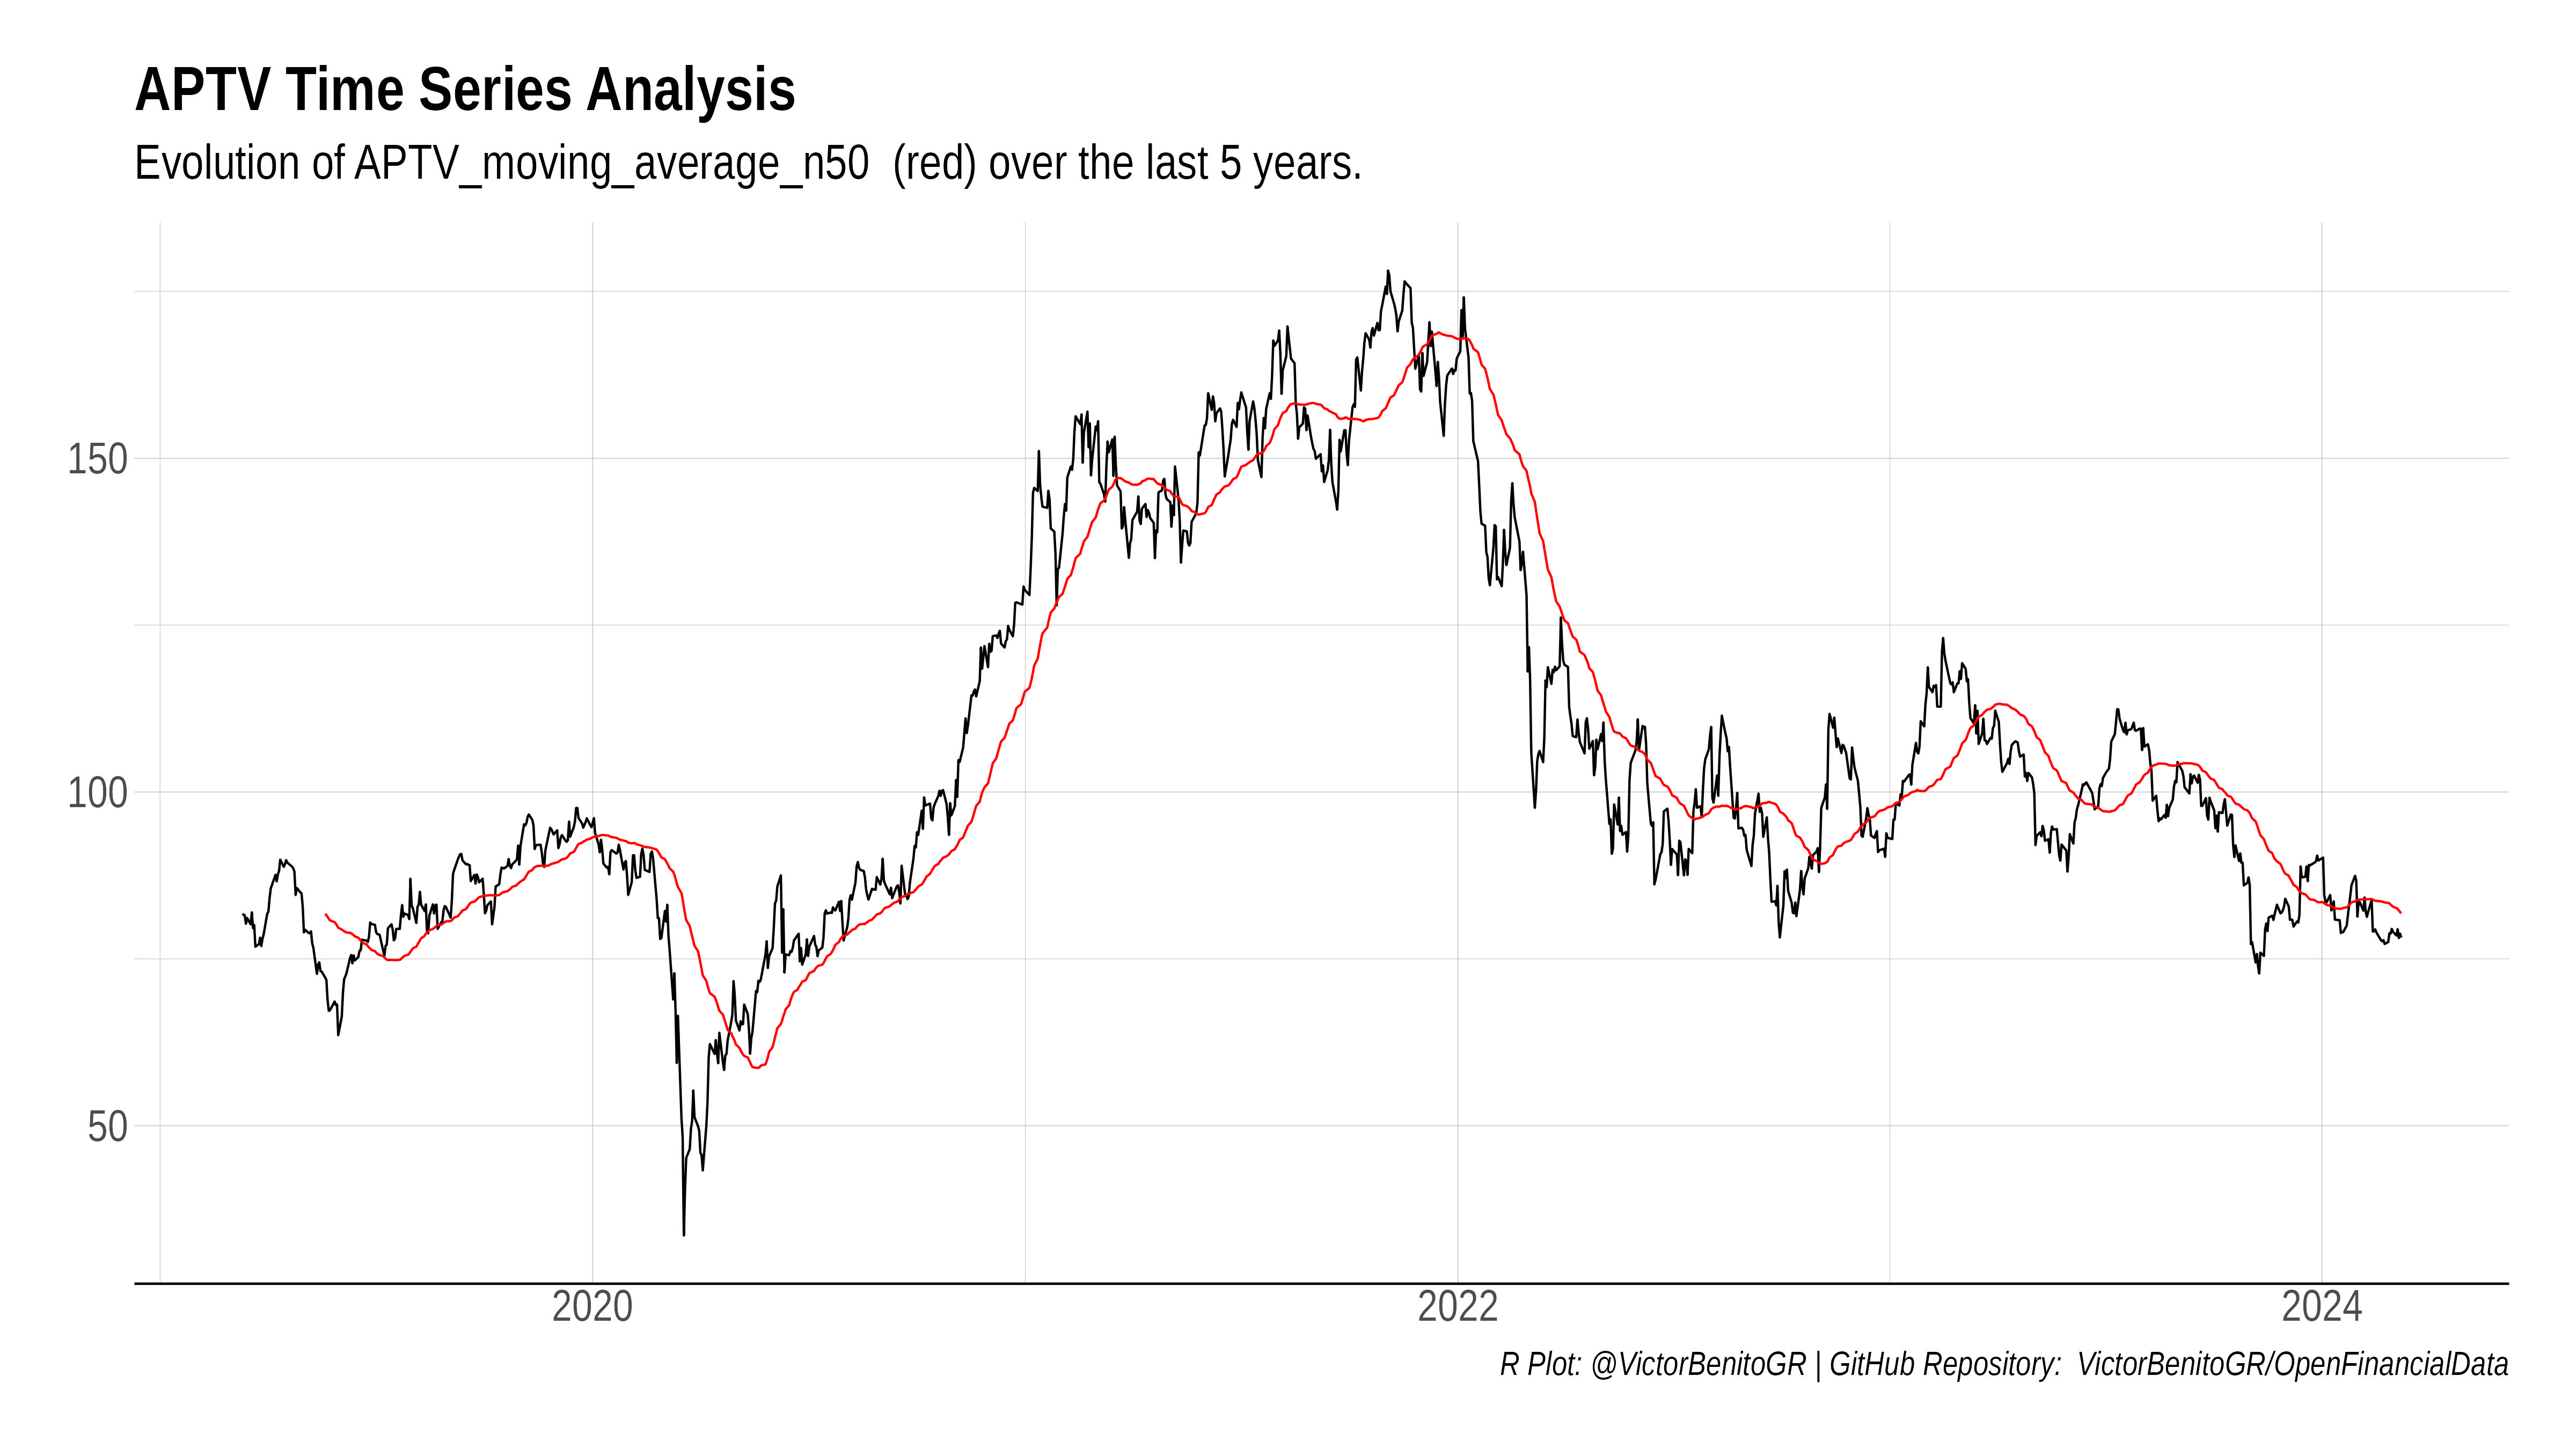 APTV Time Series Analysis
Evolution of APTV_moving_average_n50  (red) over the last 5 years.
150
100
50
2020
2022
2024
R Plot: @VictorBenitoGR | GitHub Repository:  VictorBenitoGR/OpenFinancialData